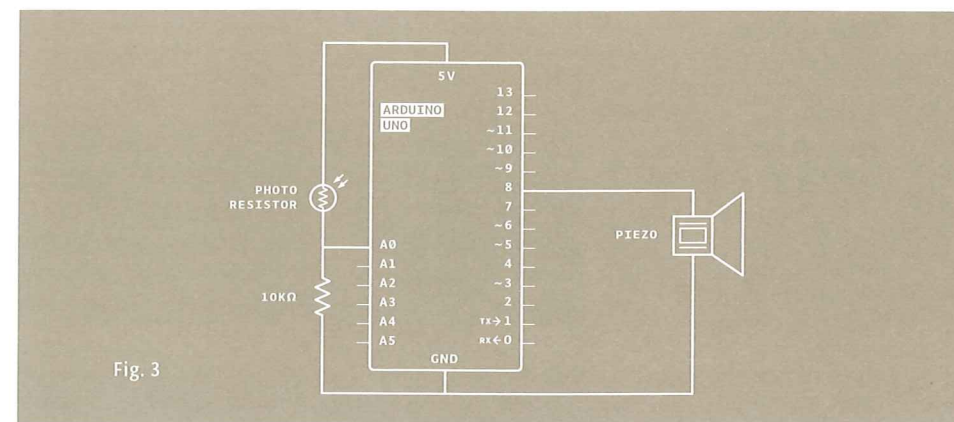 5V
ARDUINO
UNO
13
12
~11
~10
~9
8
7
~6
~5
4
~3
2
TX→1
RX←0
PHOTO
RESISTOR
A0
A1
A2
A3
A4
A5
10KΩ
GND
PIEZO
Fig. 3